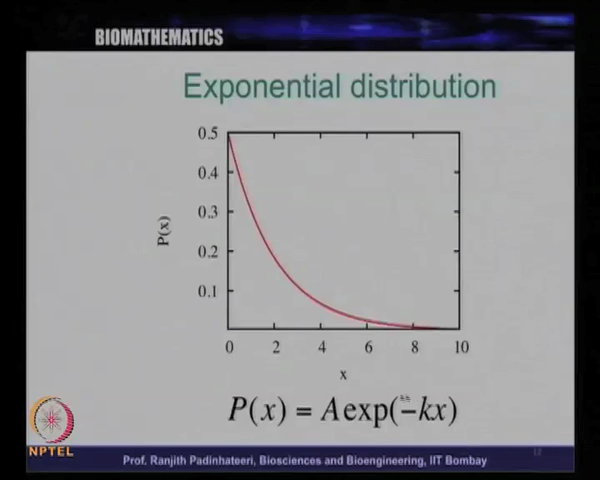 BIOMATHEMATICS
Exponential distribution
0.5
0.4
0.3
0.2
0.1
P(x)
0 2 4 6 8 10
x
P(x) = A exp(−kx)
NPTEL
Prof. Ranjith Padinhateeri, Biosciences and Bioengineering, IIT Bombay